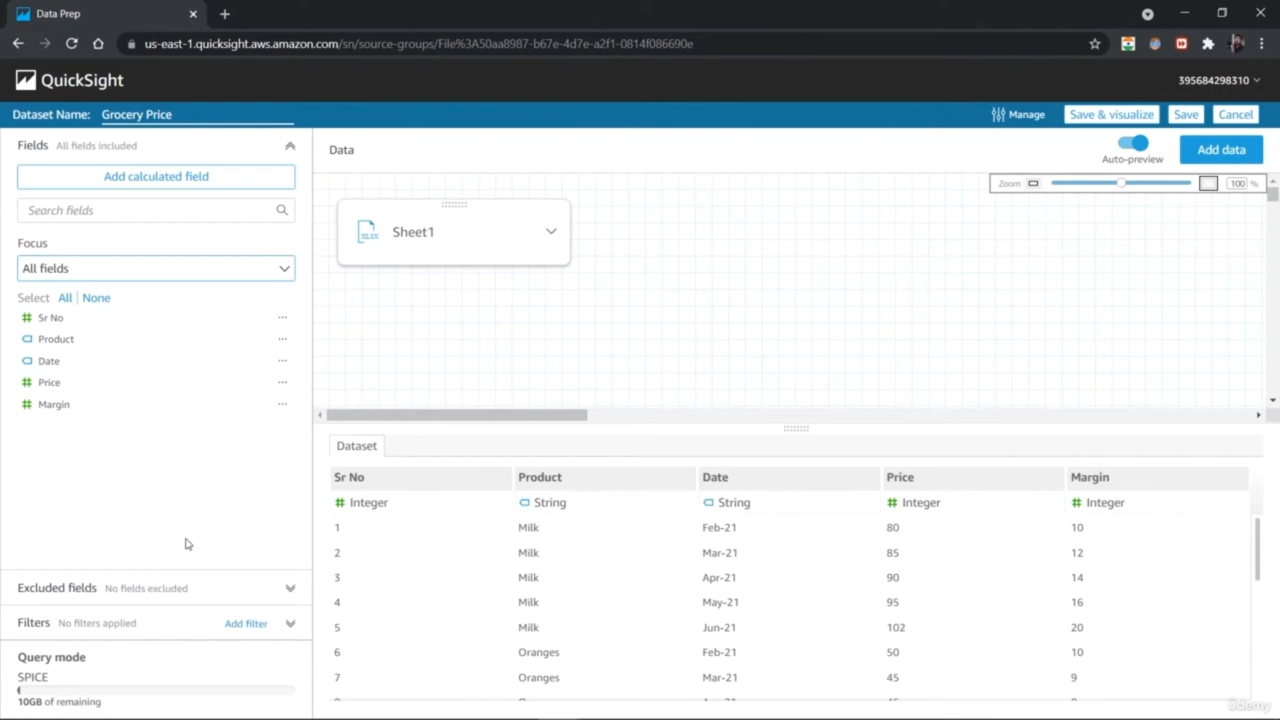 Data Prep
us-east-1.quicksight.aws.amazon.com/sn/source-groups/File%3A50aa8987-b67e-4d7e-a2f1-0814f086690e
QuickSight
395684298310
Dataset Name: Grocery Price
Manage
Save & visualize
Save
Cancel
Fields All fields included
Data
Auto-preview
Add data
Add calculated field
Search fields
Zoom 100 %
Sheet1
Focus
All fields
Select All | None
Sr No
Product
Date
Price
Margin
Dataset
Sr No Product Date Price Margin
Integer String String Integer Integer
1 Milk Feb-21 80 10
2 Milk Mar-21 85 12
3 Milk Apr-21 90 14
4 Milk May-21 95 16
5 Milk Jun-21 102 20
6 Oranges Feb-21 50 10
7 Oranges Mar-21 45 9
Excluded fields No fields excluded
Filters No filters applied Add filter
Query mode
SPICE
10GB of remaining
Udemy